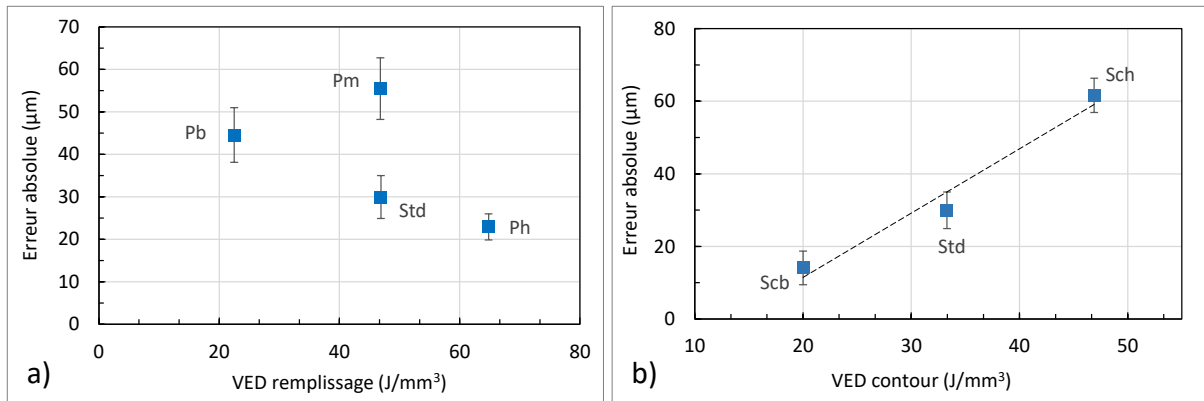 70
60
50
40
30
20
10
0
Erreur absolue (µm)
Pm
Pb
Std
Ph
0 20 40 60 80
VED remplissage (J/mm³)
a)
80
60
40
20
0
Erreur absolue (µm)
Sch
Std
Scb
10 20 30 40 50
VED contour (J/mm³)
b)